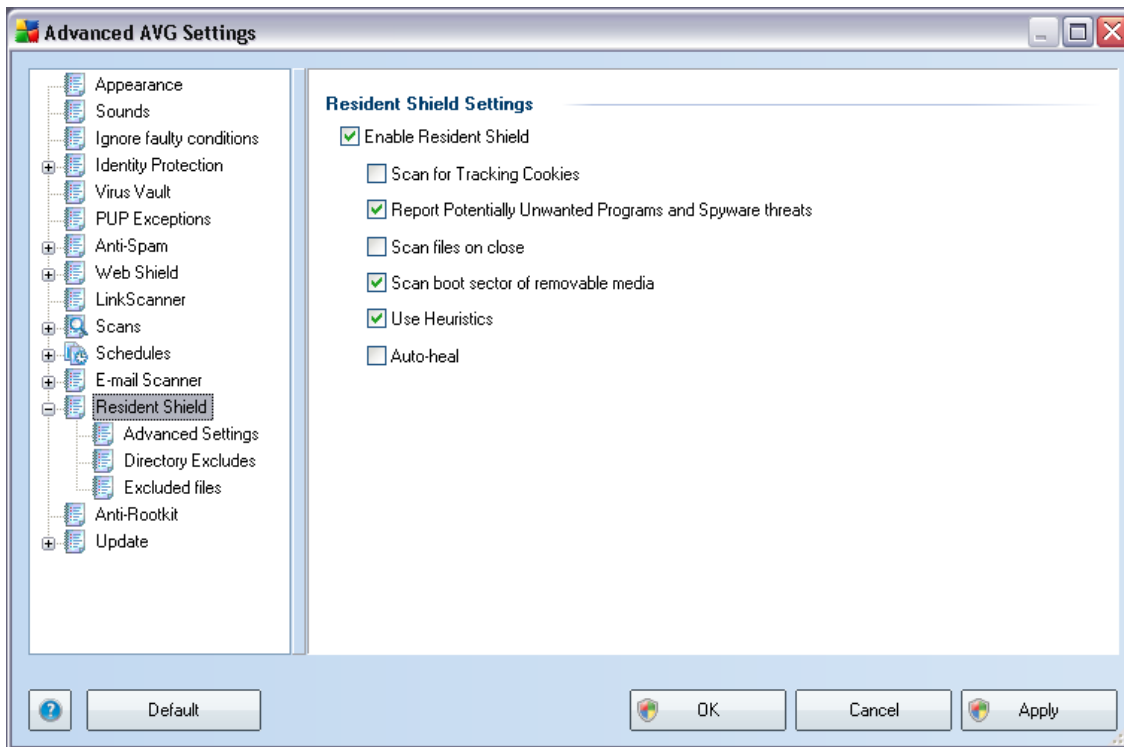 Advanced AVG Settings
Appearance
Sounds
Ignore faulty conditions
Identity Protection
Virus Vault
PUP Exceptions
Anti-Spam
Web Shield
LinkScanner
Scans
Schedules
E-mail Scanner
Resident Shield
Advanced Settings
Directory Excludes
Excluded files
Anti-Rootkit
Update
Resident Shield Settings
Enable Resident Shield
Scan for Tracking Cookies
Report Potentially Unwanted Programs and Spyware threats
Scan files on close
Scan boot sector of removable media
Use Heuristics
Auto-heal
? Default OK Cancel Apply